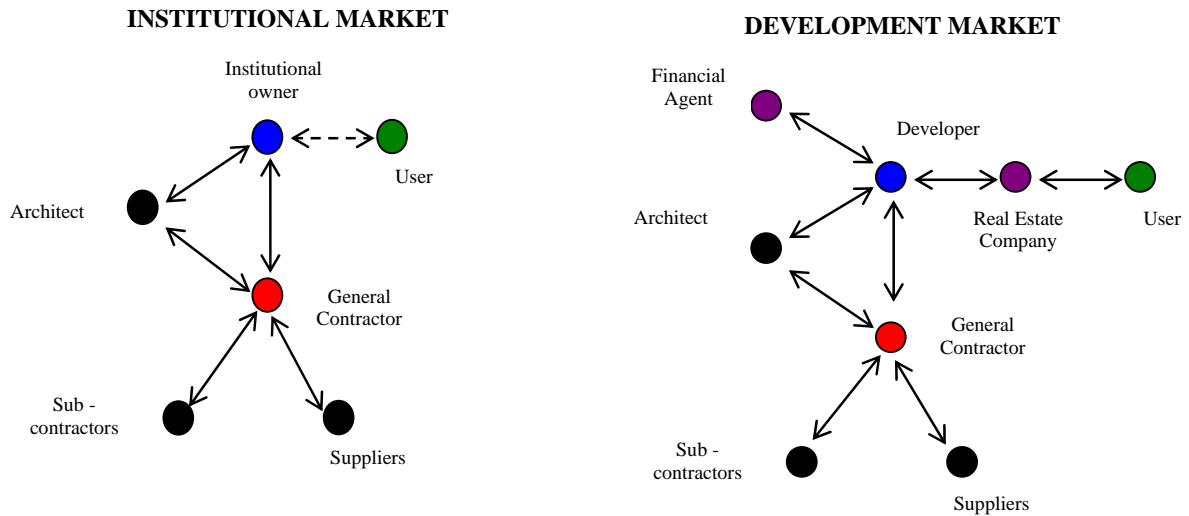 INSTITUTIONAL MARKET
Institutional
owner
User
Architect
General
Contractor
Sub -
contractors
Suppliers
DEVELOPMENT MARKET
Financial
Agent
Developer
Architect
Real Estate
Company
User
General
Contractor
Sub -
contractors
Suppliers